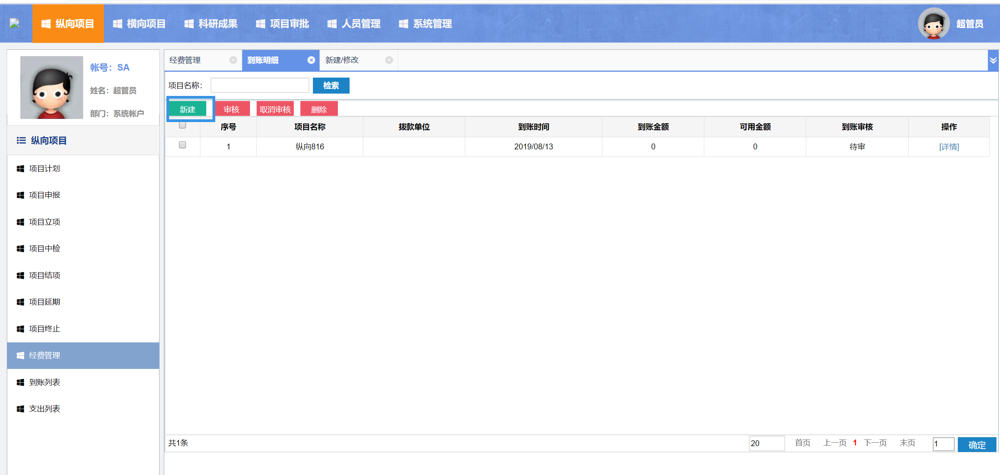 纵向项目 横向项目 科研成果 项目审批 人员管理 系统管理 超管员
帐号：SA
姓名：超管员
部门：系统帐户
纵向项目
项目计划
项目申报
项目立项
项目中检
项目结项
项目延期
项目终止
经费管理
到账列表
支出列表
经费管理 到账明细 新建/修改
项目名称： 检索
新建 审核 取消审核 删除
序号 项目名称 拨款单位 到账时间 到账金额 可用金额 到账审核 操作
1 纵向816 2019/08/13 0 0 待审 [详情]
共1条 20 首页 上一页 1 下一页 末页 1 确定